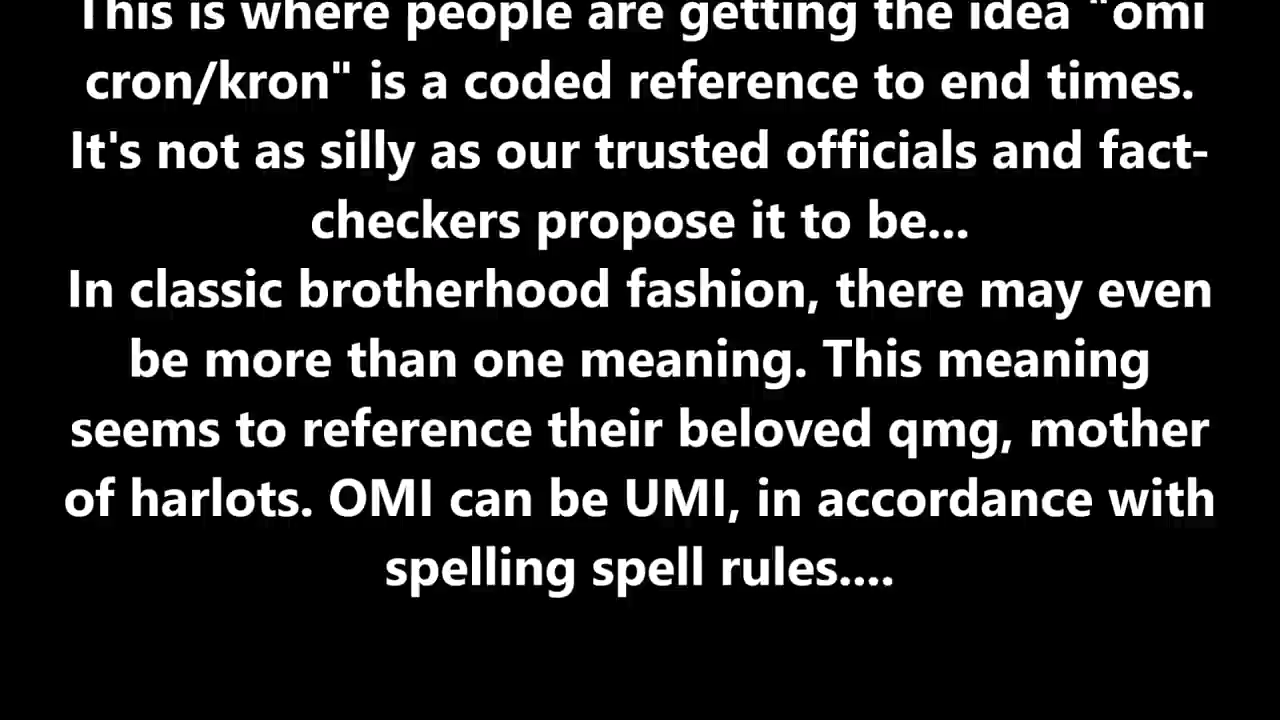 This is where people are getting the idea "omi
cron/kron" is a coded reference to end times.
It's not as silly as our trusted officials and fact-
checkers propose it to be...
In classic brotherhood fashion, there may even
be more than one meaning. This meaning
seems to reference their beloved qmg, mother
of harlots. OMI can be UMI, in accordance with
spelling spell rules....